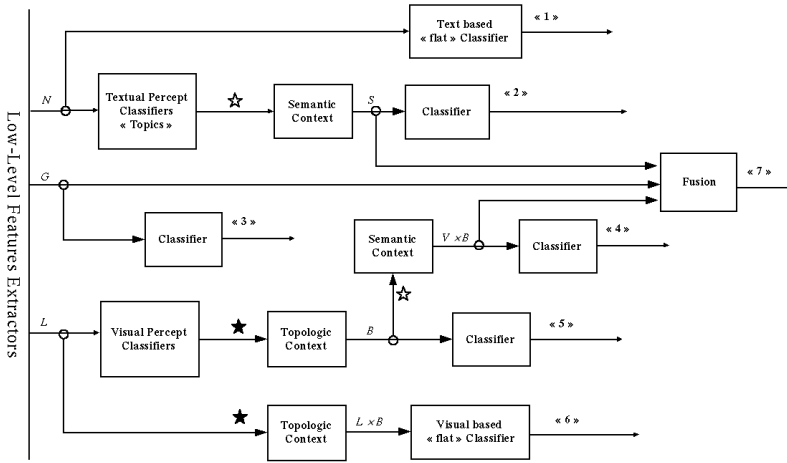 Low-Level Features Extractors
Text based
« flat » Classifier
« 1 »
N
Textual Percept
Classifiers
« Topics »
Semantic
Context
S
Classifier
« 2 »
G
Fusion
« 7 »
Classifier
« 3 »
Semantic
Context
V ×B
Classifier
« 4 »
L
Visual Percept
Classifiers
Topologic
Context
B
Classifier
« 5 »
Topologic
Context
L ×B
Visual based
« flat » Classifier
« 6 »